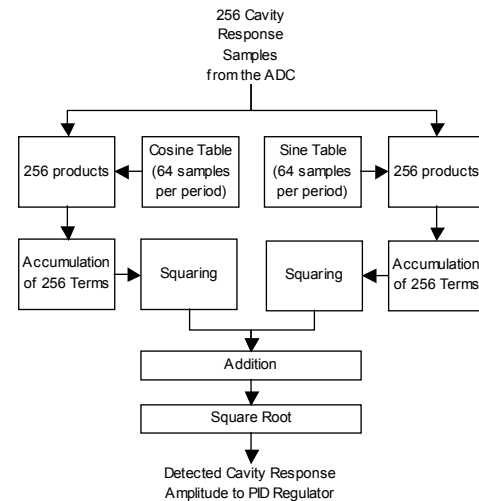 256 Cavity
Response
Samples
from the ADC
256 products
Cosine Table
(64 samples
per period)
Sine Table
(64 samples
per period)
256 products
Accumulation
of 256 Terms
Squaring
Squaring
Accumulation
of 256 Terms
Addition
Square Root
Detected Cavity Response
Amplitude to PID Regulator